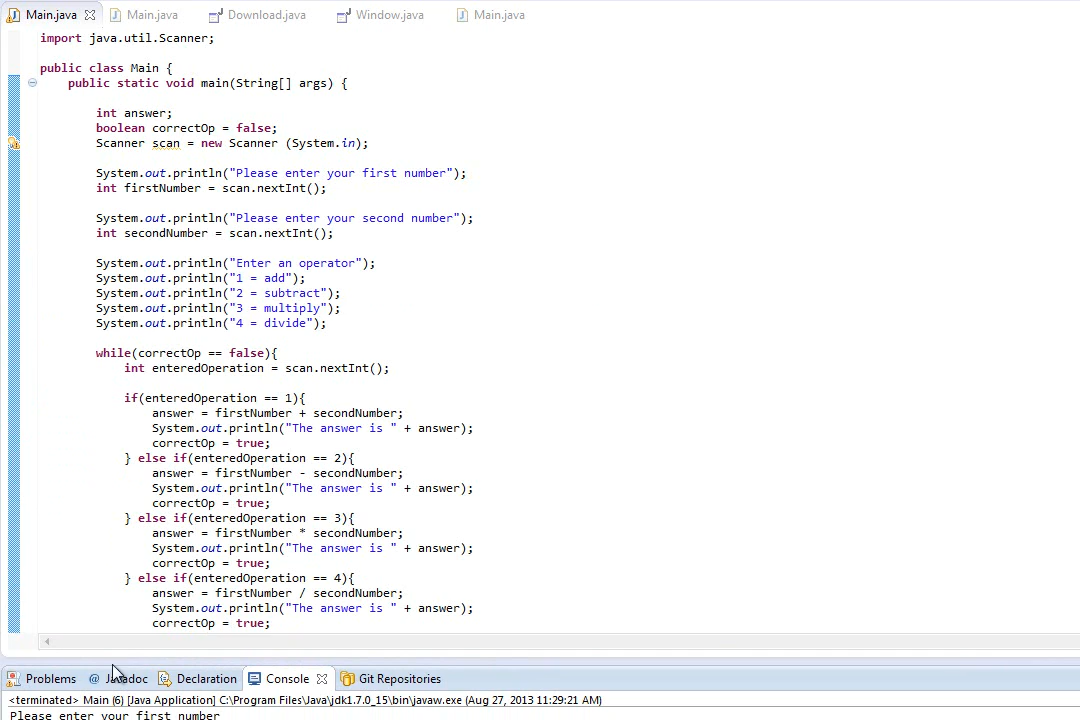 Main.java Main.java Download.java Window.java Main.java
import java.util.Scanner;
public class Main {
public static void main(String[] args) {
int answer;
boolean correctOp = false;
Scanner scan = new Scanner (System.in);
System.out.println("Please enter your first number");
int firstNumber = scan.nextInt();
System.out.println("Please enter your second number");
int secondNumber = scan.nextInt();
System.out.println("Enter an operator");
System.out.println("1 = add");
System.out.println("2 = subtract");
System.out.println("3 = multiply");
System.out.println("4 = divide");
while(correctOp == false){
int enteredOperation = scan.nextInt();
if(enteredOperation == 1){
answer = firstNumber + secondNumber;
System.out.println("The answer is " + answer);
correctOp = true;
} else if(enteredOperation == 2){
answer = firstNumber - secondNumber;
System.out.println("The answer is " + answer);
correctOp = true;
} else if(enteredOperation == 3){
answer = firstNumber * secondNumber;
System.out.println("The answer is " + answer);
correctOp = true;
} else if(enteredOperation == 4){
answer = firstNumber / secondNumber;
System.out.println("The answer is " + answer);
correctOp = true;
Problems @ Javadoc Declaration Console Git Repositories
<terminated> Main (6) [Java Application] C:\Program Files\Java\jdk1.7.0_15\bin\javaw.exe (Aug 27, 2013 11:29:21 AM)
Please enter your first number